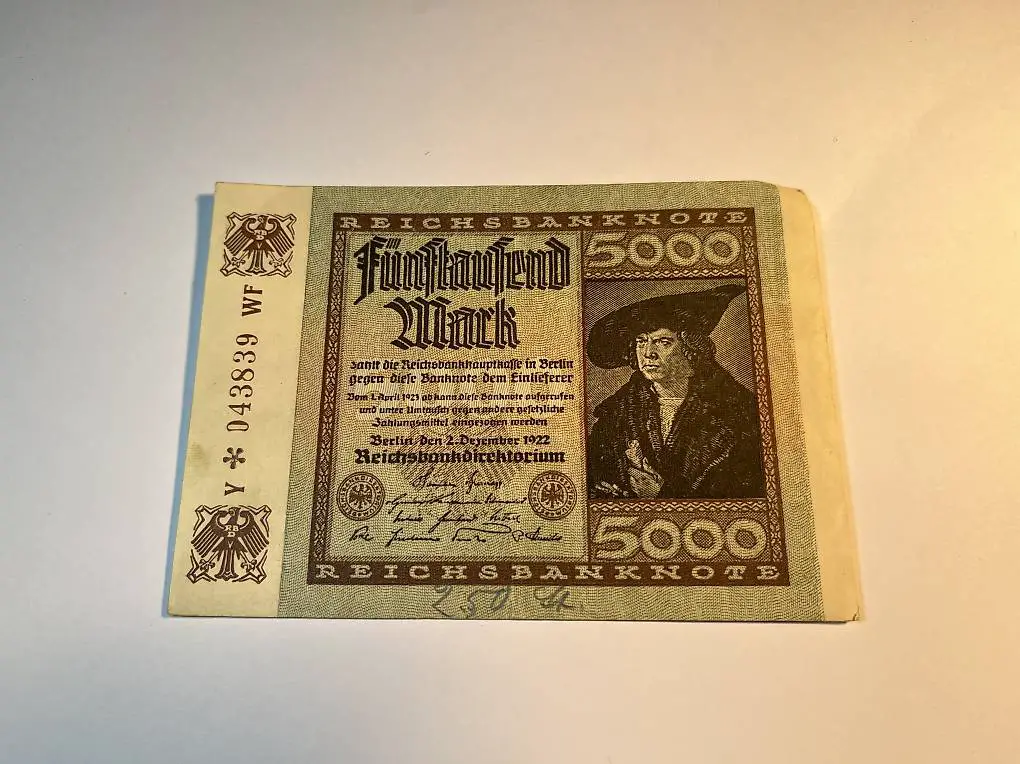 Y * 043839 WF
REICHSBANKNOTE
5000
Fünftausend
Mark
zahlt die Reichsbankhauptkasse in Berlin
gegen diese Banknote dem Einlieferer
Vom 1. April 1923 ab kann diese Banknote aufgerufen
und unter Umtausch gegen andere gesetzliche
Zahlungsmittel eingezogen werden
Berlin, den 2. Dezember 1922
Reichsbankdirektorium
5000
REICHSBANKNOTE
2,50